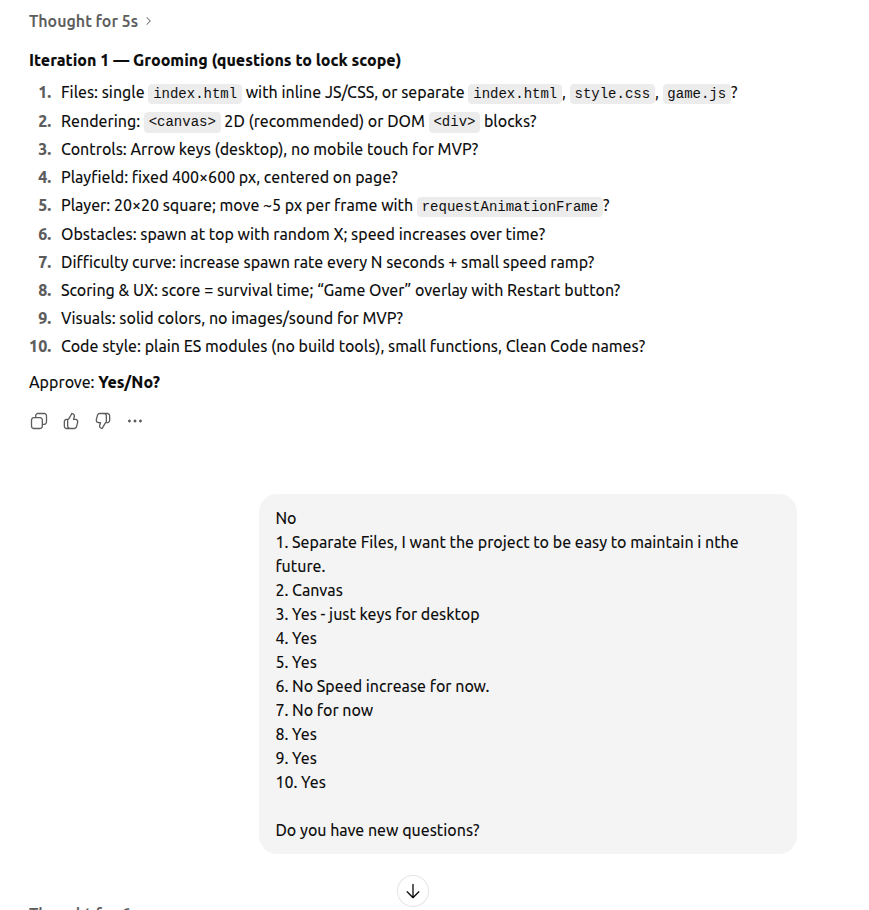 Thought for 5s >
Iteration 1 — Grooming (questions to lock scope)
1. Files: single index.html with inline JS/CSS, or separate index.html, style.css, game.js?
2. Rendering: <canvas> 2D (recommended) or DOM <div> blocks?
3. Controls: Arrow keys (desktop), no mobile touch for MVP?
4. Playfield: fixed 400×600 px, centered on page?
5. Player: 20×20 square; move ~5 px per frame with requestAnimationFrame?
6. Obstacles: spawn at top with random X; speed increases over time?
7. Difficulty curve: increase spawn rate every N seconds + small speed ramp?
8. Scoring & UX: score = survival time; “Game Over” overlay with Restart button?
9. Visuals: solid colors, no images/sound for MVP?
10. Code style: plain ES modules (no build tools), small functions, Clean Code names?
Approve: Yes/No?
No
1. Separate Files, I want the project to be easy to maintain i nthe
future.
2. Canvas
3. Yes - just keys for desktop
4. Yes
5. Yes
6. No Speed increase for now.
7. No for now
8. Yes
9. Yes
10. Yes
Do you have new questions?